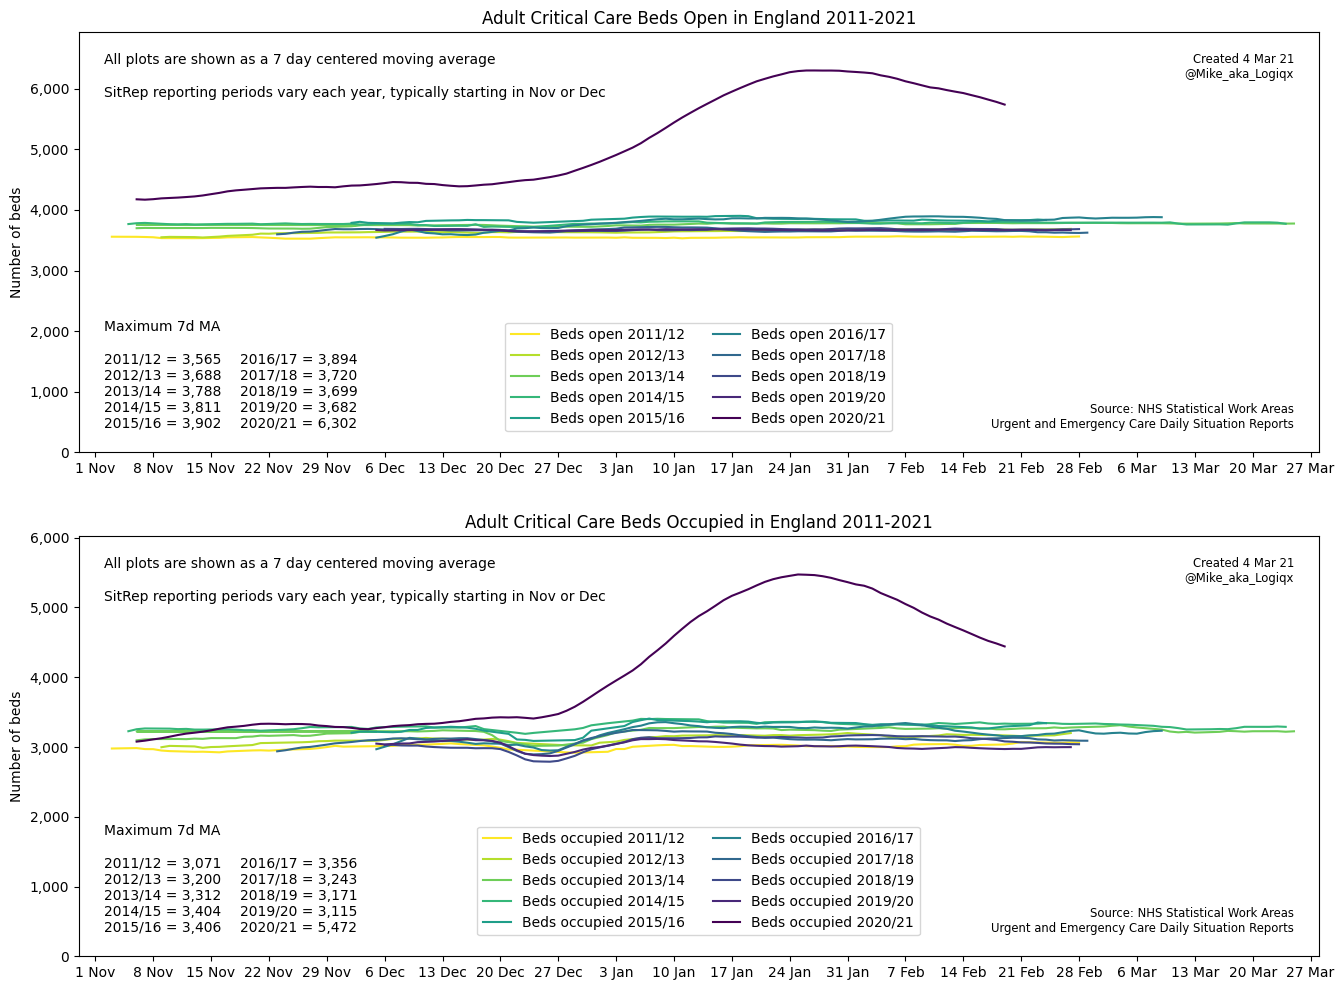 Adult Critical Care Beds Open in England 2011-2021
All plots are shown as a 7 day centered moving average
Created 4 Mar 21
@Mike_aka_Logiqx
SitRep reporting periods vary each year, typically starting in Nov or Dec
6,000
5,000
4,000
3,000
2,000
1,000
0
Number of beds
Maximum 7d MA
2011/12 = 3,565 2016/17 = 3,894
2012/13 = 3,688 2017/18 = 3,720
2013/14 = 3,788 2018/19 = 3,699
2014/15 = 3,811 2019/20 = 3,682
2015/16 = 3,902 2020/21 = 6,302
Beds open 2011/12 Beds open 2016/17
Beds open 2012/13 Beds open 2017/18
Beds open 2013/14 Beds open 2018/19
Beds open 2014/15 Beds open 2019/20
Beds open 2015/16 Beds open 2020/21
Source: NHS Statistical Work Areas
Urgent and Emergency Care Daily Situation Reports
1 Nov 8 Nov 15 Nov 22 Nov 29 Nov 6 Dec 13 Dec 20 Dec 27 Dec 3 Jan 10 Jan 17 Jan 24 Jan 31 Jan 7 Feb 14 Feb 21 Feb 28 Feb 6 Mar 13 Mar 20 Mar 27 Mar
Adult Critical Care Beds Occupied in England 2011-2021
All plots are shown as a 7 day centered moving average
Created 4 Mar 21
@Mike_aka_Logiqx
SitRep reporting periods vary each year, typically starting in Nov or Dec
6,000
5,000
4,000
3,000
2,000
1,000
0
Number of beds
Maximum 7d MA
2011/12 = 3,071 2016/17 = 3,356
2012/13 = 3,200 2017/18 = 3,243
2013/14 = 3,312 2018/19 = 3,171
2014/15 = 3,404 2019/20 = 3,115
2015/16 = 3,406 2020/21 = 5,472
Beds occupied 2011/12 Beds occupied 2016/17
Beds occupied 2012/13 Beds occupied 2017/18
Beds occupied 2013/14 Beds occupied 2018/19
Beds occupied 2014/15 Beds occupied 2019/20
Beds occupied 2015/16 Beds occupied 2020/21
Source: NHS Statistical Work Areas
Urgent and Emergency Care Daily Situation Reports
1 Nov 8 Nov 15 Nov 22 Nov 29 Nov 6 Dec 13 Dec 20 Dec 27 Dec 3 Jan 10 Jan 17 Jan 24 Jan 31 Jan 7 Feb 14 Feb 21 Feb 28 Feb 6 Mar 13 Mar 20 Mar 27 Mar